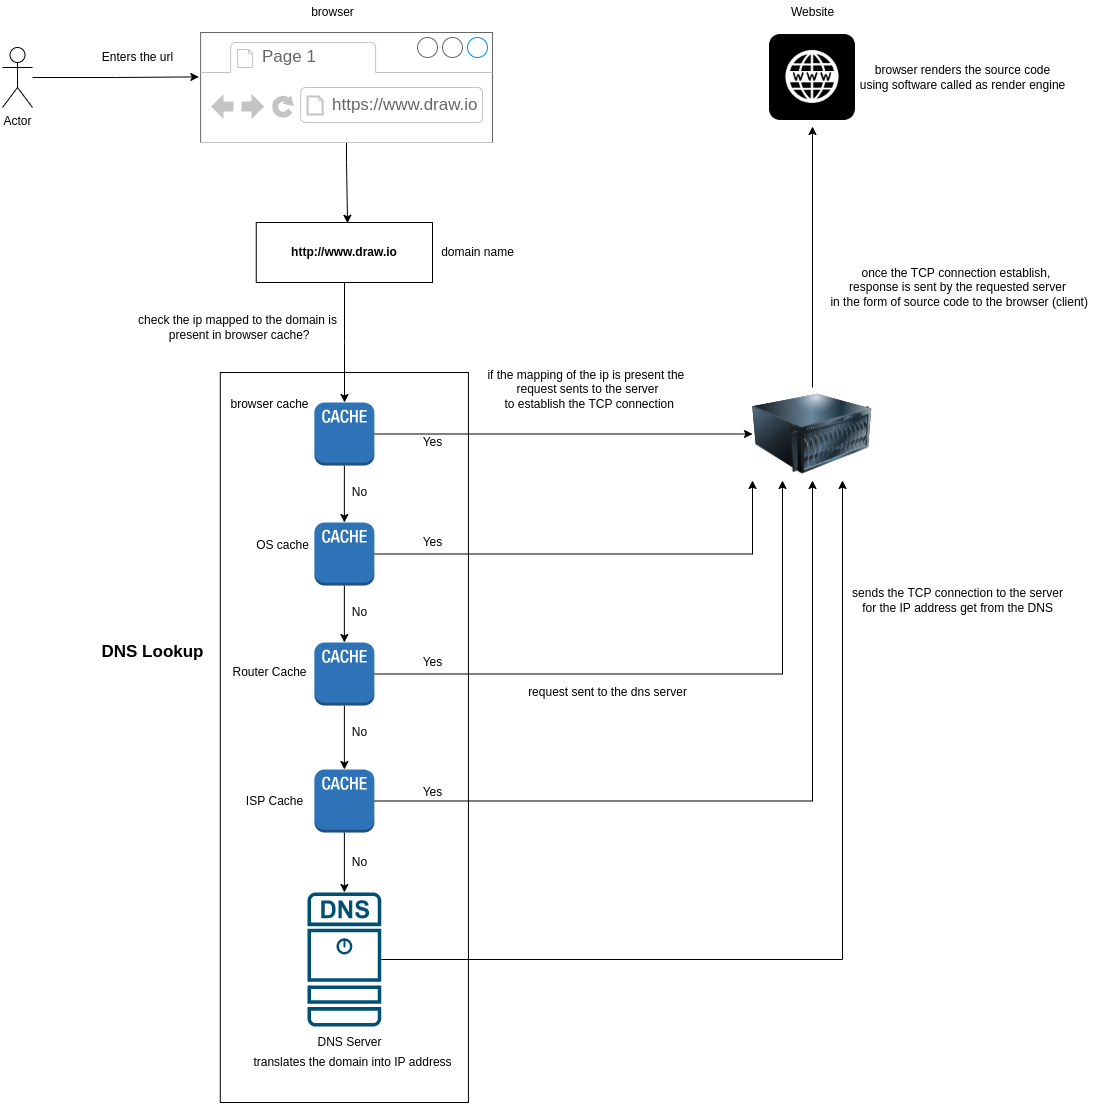 browser
Website
Enters the url
Page 1
https://www.draw.io
Actor
WWW
browser renders the source code
using software called as render engine
http://www.draw.io
domain name
once the TCP connection establish,
response is sent by the requested server
in the form of source code to the browser (client)
check the ip mapped to the domain is
present in browser cache?
if the mapping of the ip is present the
request sents to the server
to establish the TCP connection
browser cache
CACHE
Yes
No
OS cache
CACHE
Yes
No
sends the TCP connection to the server
for the IP address get from the DNS
DNS Lookup
Router Cache
CACHE
Yes
request sent to the dns server
No
ISP Cache
CACHE
Yes
No
DNS
DNS Server
translates the domain into IP address